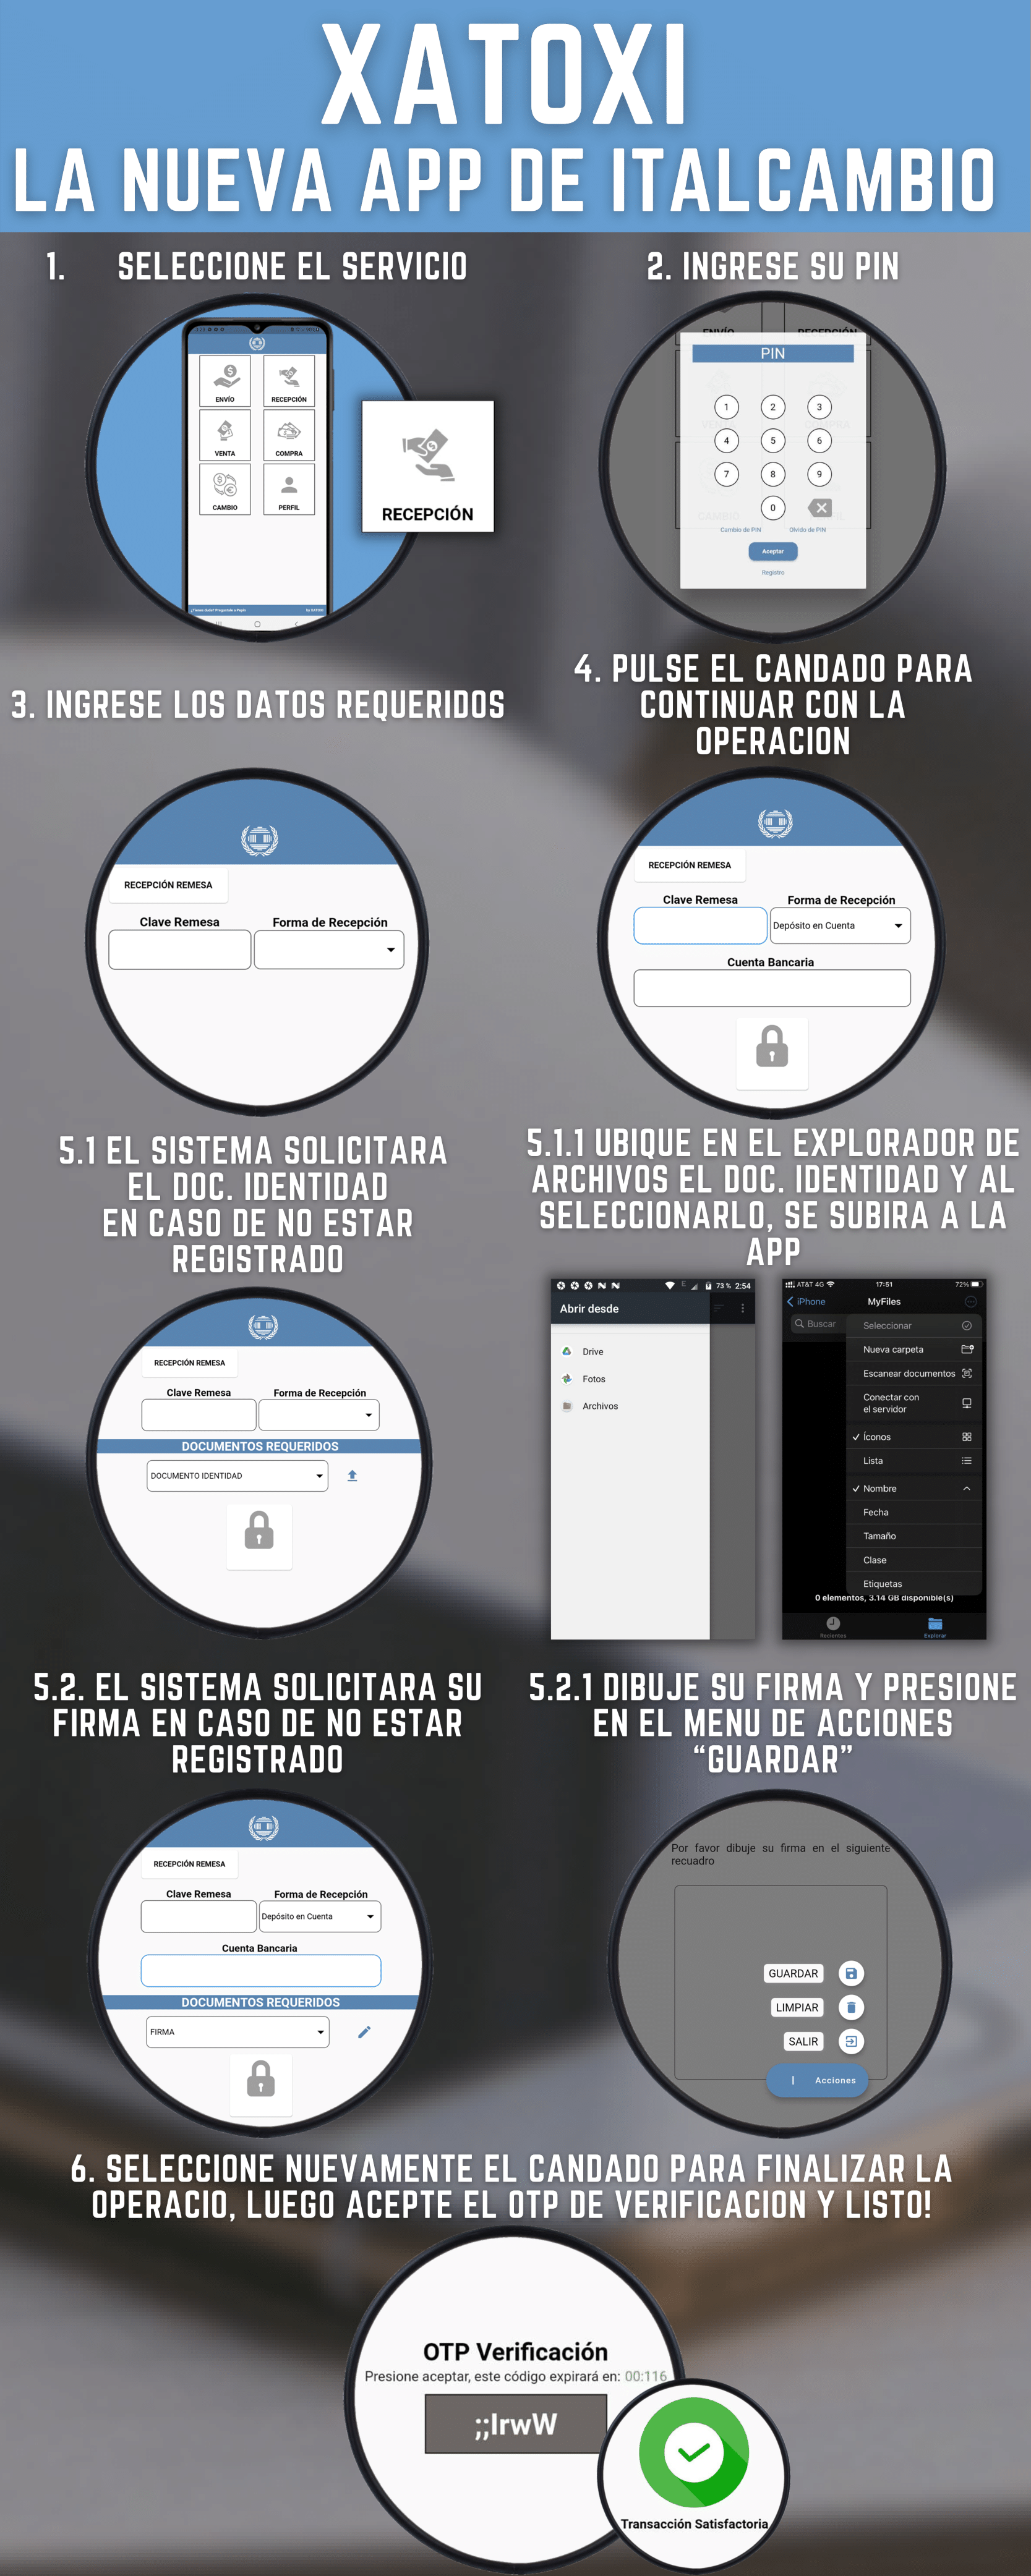 XATOXI
LA NUEVA APP DE ITALCAMBIO
1. SELECCIONE EL SERVICIO
ENVÍO
RECEPCIÓN
VENTA
COMPRA
CAMBIO
PERFIL
by XATOXI
RECEPCIÓN
2. INGRESE SU PIN
ENVÍO
RECEPCIÓN
PIN
1 2 3
4 5 6
7 8 9
0
Cambio de PIN
Olvido de PIN
Aceptar
Registro
3. INGRESE LOS DATOS REQUERIDOS
RECEPCIÓN REMESA
Clave Remesa
Forma de Recepción
4. PULSE EL CANDADO PARA
CONTINUAR CON LA
OPERACION
RECEPCIÓN REMESA
Clave Remesa
Forma de Recepción
Depósito en Cuenta
Cuenta Bancaria
5.1 EL SISTEMA SOLICITARA
EL DOC. IDENTIDAD
EN CASO DE NO ESTAR
REGISTRADO
RECEPCIÓN REMESA
Clave Remesa
Forma de Recepción
DOCUMENTOS REQUERIDOS
DOCUMENTO IDENTIDAD
5.1.1 UBIQUE EN EL EXPLORADOR DE
ARCHIVOS EL DOC. IDENTIDAD Y AL
SELECCIONARLO, SE SUBIRA A LA
APP
E 73 % 2:54
Abrir desde
Drive
Fotos
Archivos
AT&T 4G 17:51 72%
iPhone
MyFiles
Buscar
Seleccionar
Nueva carpeta
Escanear documentos
Conectar con
el servidor
Íconos
Lista
Nombre
Fecha
Tamaño
Clase
Etiquetas
0 elementos, 3.14 GB disponible(s)
Recientes
Explorar
5.2. EL SISTEMA SOLICITARA SU
FIRMA EN CASO DE NO ESTAR
REGISTRADO
RECEPCIÓN REMESA
Clave Remesa
Forma de Recepción
Depósito en Cuenta
Cuenta Bancaria
DOCUMENTOS REQUERIDOS
FIRMA
5.2.1 DIBUJE SU FIRMA Y PRESIONE
EN EL MENU DE ACCIONES
“GUARDAR”
Por favor dibuje su firma en el siguiente
recuadro
GUARDAR
LIMPIAR
SALIR
Acciones
6. SELECCIONE NUEVAMENTE EL CANDADO PARA FINALIZAR LA
OPERACIO, LUEGO ACEPTE EL OTP DE VERIFICACION Y LISTO!
OTP Verificación
Presione aceptar, este código expirará en: 00:116
;;IrwW
Transacción Satisfactoria